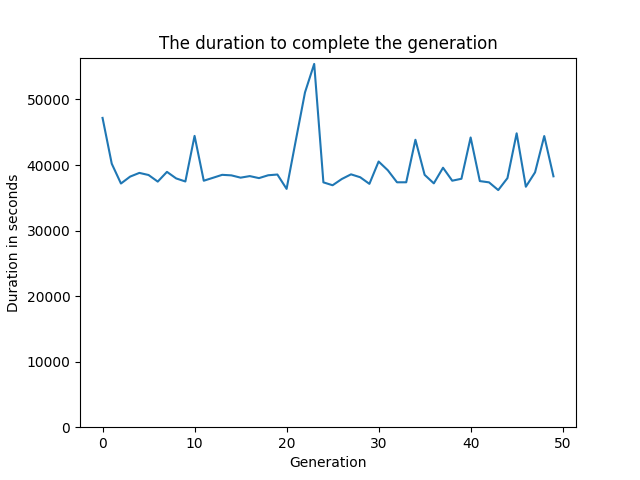 The duration to complete the generation
50000
40000
30000
20000
10000
0
Duration in seconds
0 10 20 30 40 50
Generation